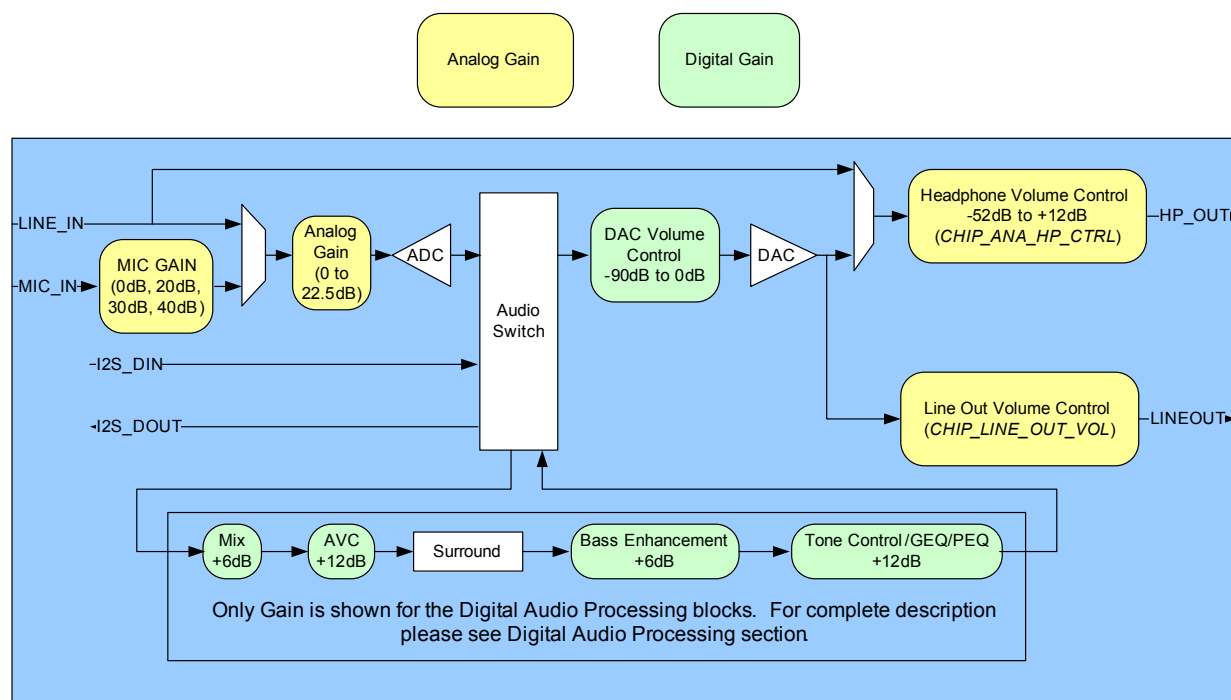 Analog Gain
Digital Gain
LINE_IN
MIC_IN
MIC GAIN
(0dB, 20dB,
30dB, 40dB)
Analog
Gain
(0 to
22.5dB)
ADC
Audio
Switch
DAC Volume
Control
-90dB to 0dB
DAC
Headphone Volume Control
-52dB to +12dB
(CHIP_ANA_HP_CTRL)
HP_OUT
I2S_DIN
I2S_DOUT
Line Out Volume Control
(CHIP_LINE_OUT_VOL)
LINEOUT
Mix
+6dB
AVC
+12dB
Surround
Bass Enhancement
+6dB
Tone Control/GEQ/PEQ
+12dB
Only Gain is shown for the Digital Audio Processing blocks. For complete description
please see Digital Audio Processing section.